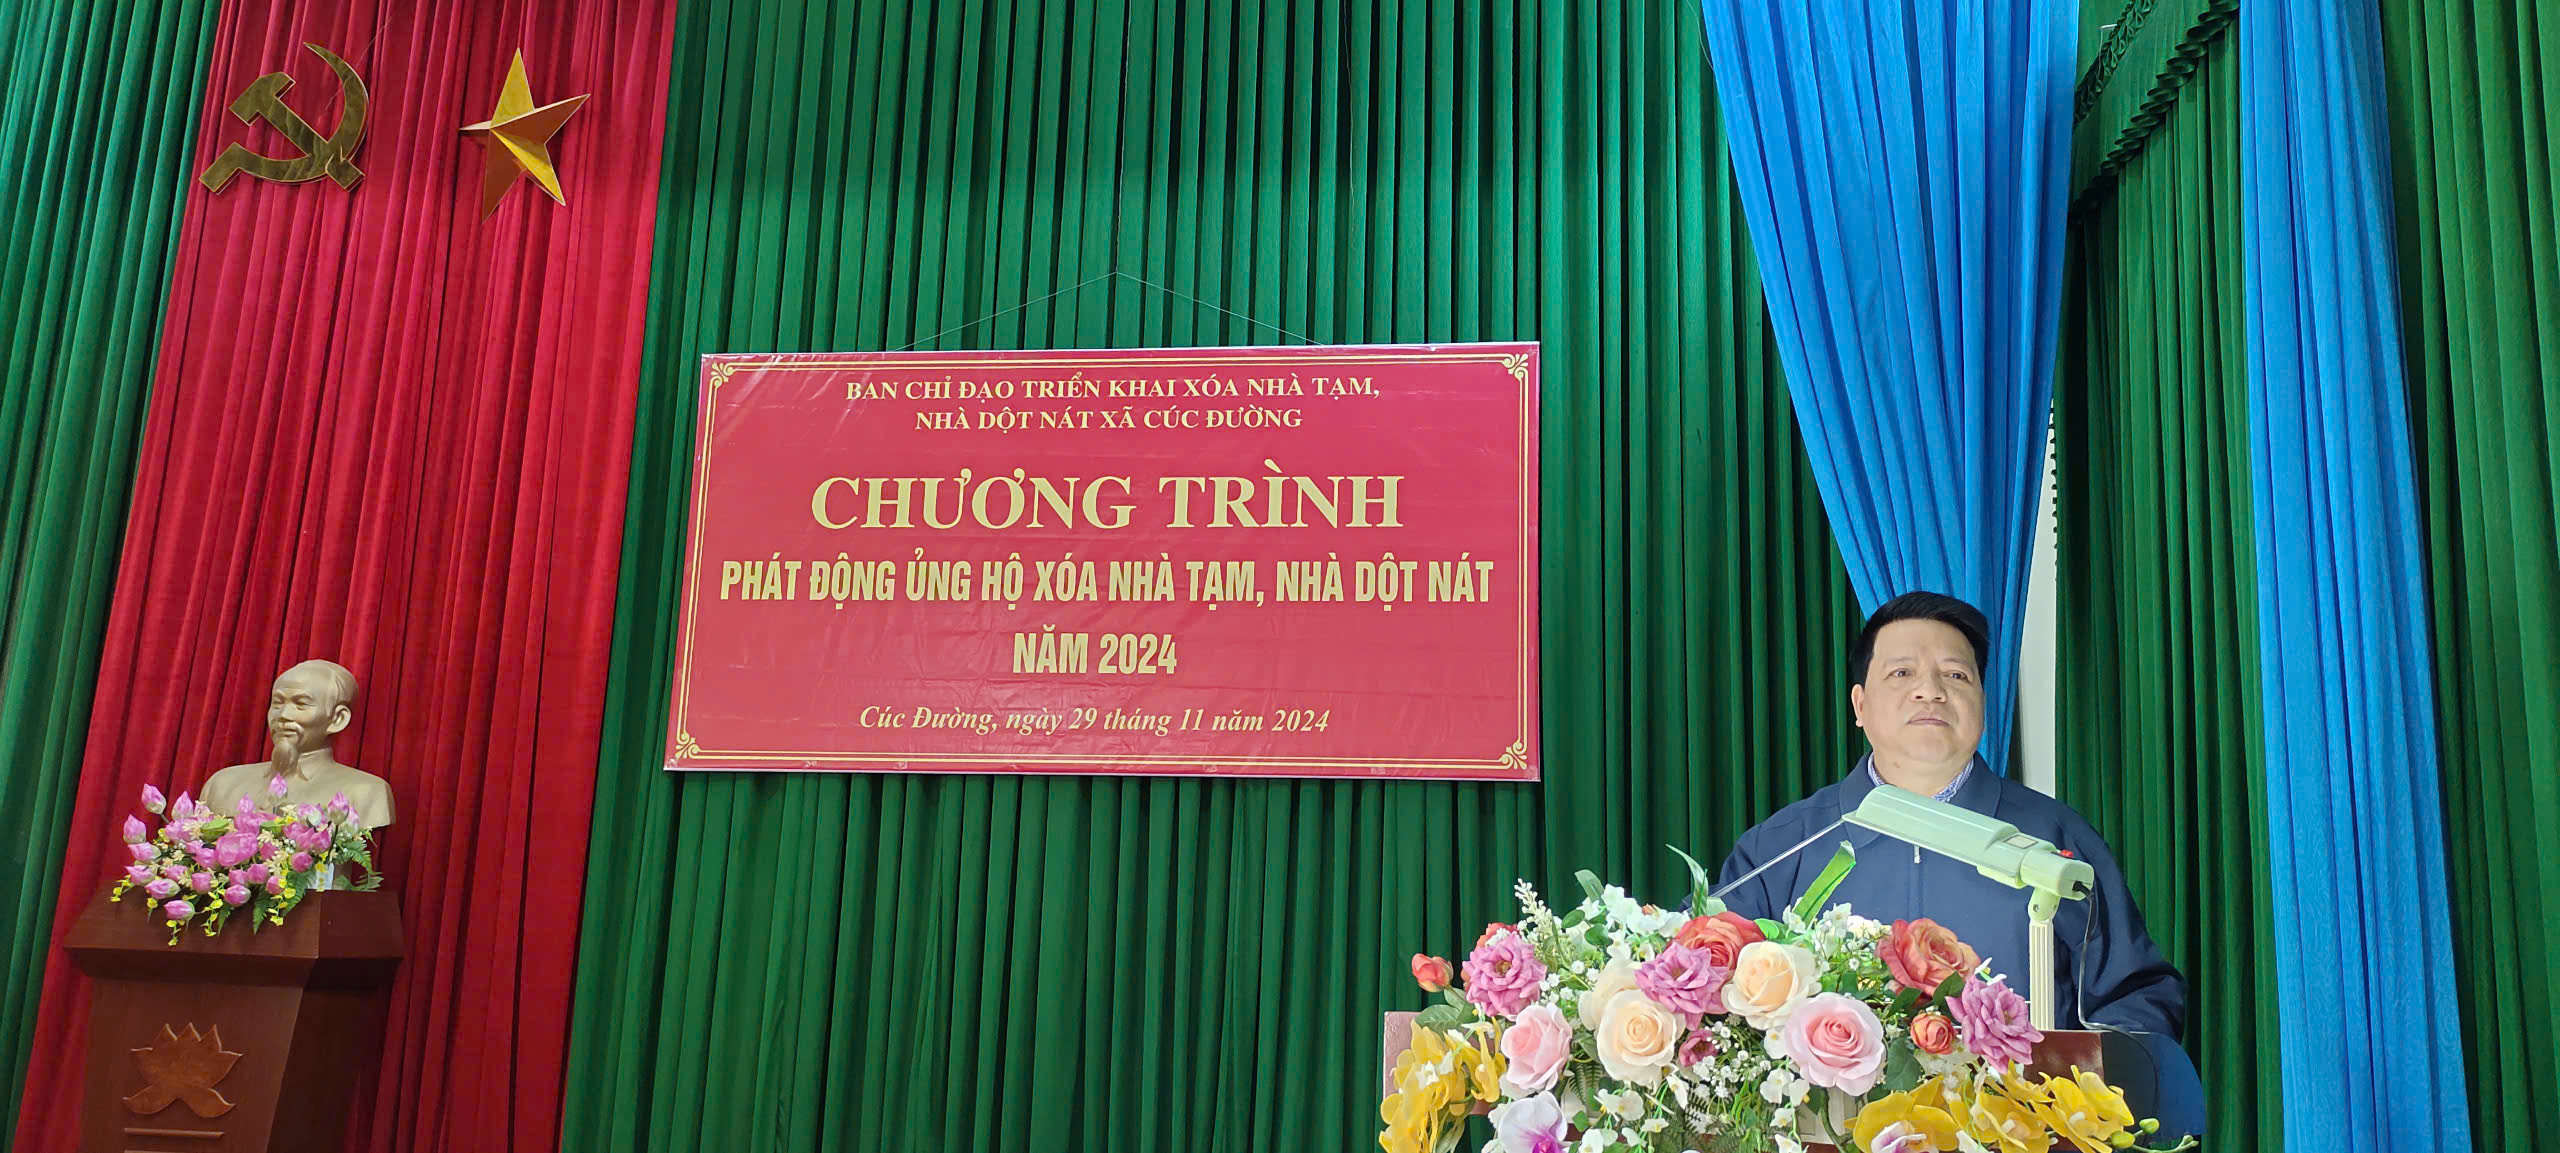 BAN CHỈ ĐẠO TRIỂN KHAI XÓA NHÀ TẠM,
NHÀ DỘT NÁT XÃ CÚC ĐƯỜNG
CHƯƠNG TRÌNH
PHÁT ĐỘNG ỦNG HỘ XÓA NHÀ TẠM, NHÀ DỘT NÁT
NĂM 2024
Cúc Đường, ngày 29 tháng 11 năm 2024